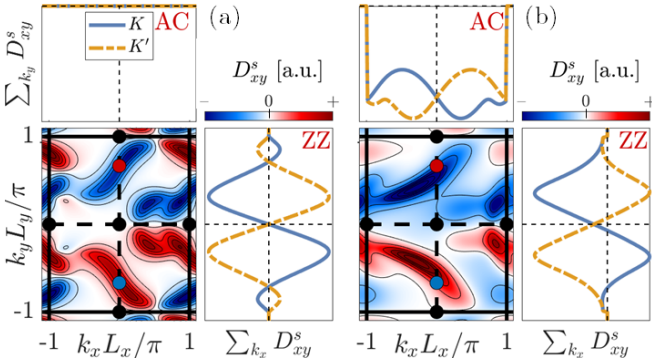 K
K′
AC
(a)
∑_{k_y} D^s_{xy}
D^s_{xy} [a.u.]
− 0 +
1
-1
k_y L_y/π
ZZ
-1 k_x L_x/π 1
∑_{k_x} D^s_{xy}
AC
(b)
D^s_{xy} [a.u.]
− 0 +
ZZ
-1 k_x L_x/π 1
∑_{k_x} D^s_{xy}